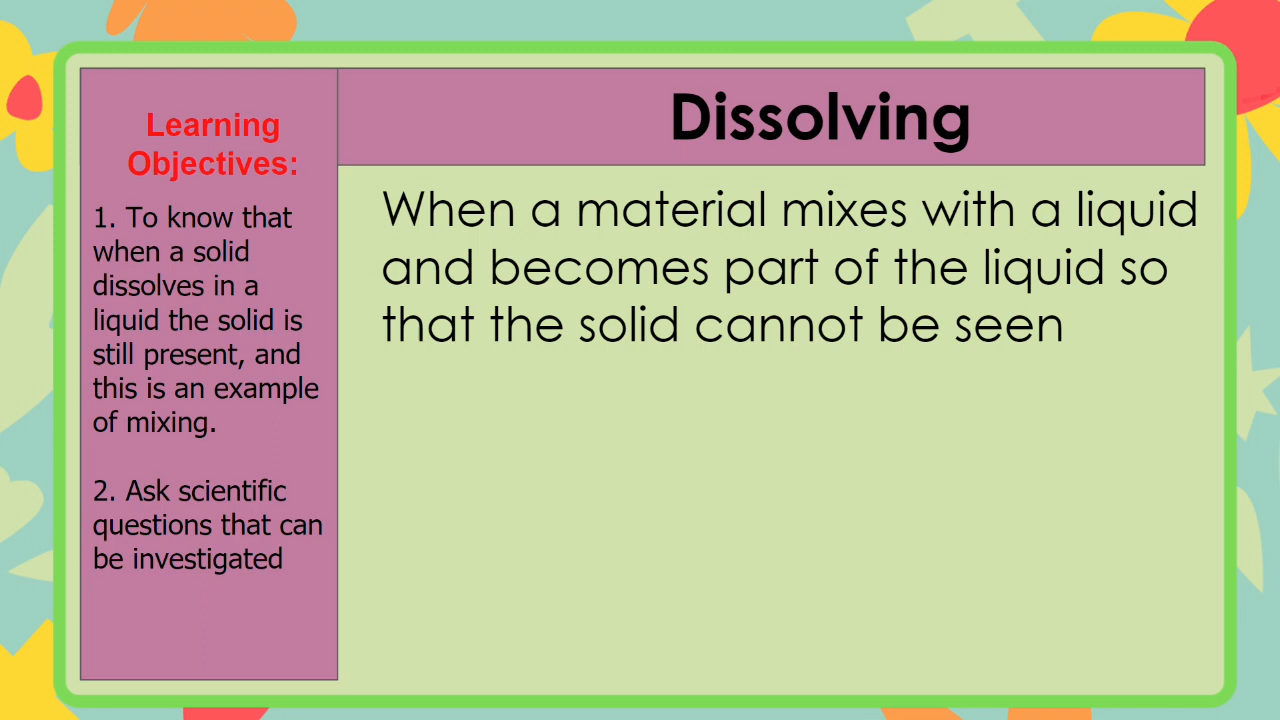 Learning
Objectives:
1. To know that
when a solid
dissolves in a
liquid the solid is
still present, and
this is an example
of mixing.
2. Ask scientific
questions that can
be investigated
Dissolving
When a material mixes with a liquid
and becomes part of the liquid so
that the solid cannot be seen